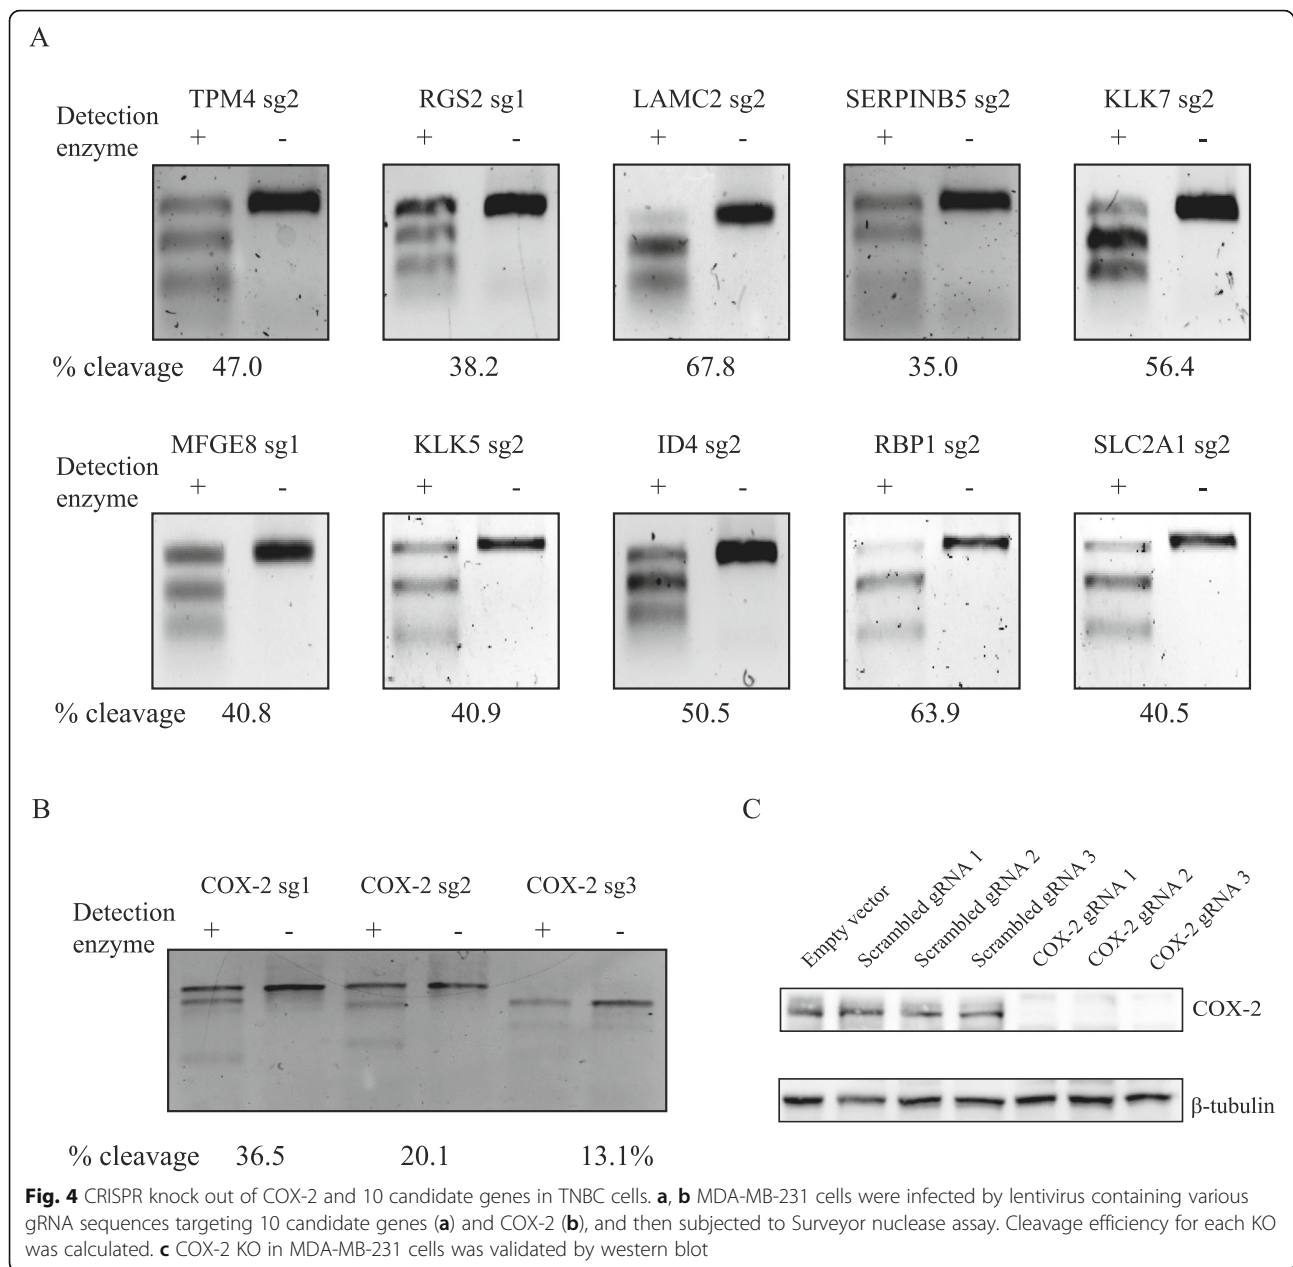 A
TPM4 sg2 RGS2 sg1 LAMC2 sg2 SERPINB5 sg2 KLK7 sg2
Detection
enzyme + - + - + - + - + -
% cleavage 47.0 38.2 67.8 35.0 56.4
MFGE8 sg1 KLK5 sg2 ID4 sg2 RBP1 sg2 SLC2A1 sg2
Detection
enzyme + - + - + - + - + -
% cleavage 40.8 40.9 50.5 63.9 40.5
B
COX-2 sg1 COX-2 sg2 COX-2 sg3
Detection
enzyme + - + - + -
% cleavage 36.5 20.1 13.1%
C
Empty vector
Scrambled gRNA 1
Scrambled gRNA 2
Scrambled gRNA 3
COX-2 gRNA 1
COX-2 gRNA 2
COX-2 gRNA 3
COX-2
β-tubulin
Fig. 4 CRISPR knock out of COX-2 and 10 candidate genes in TNBC cells. a, b MDA-MB-231 cells were infected by lentivirus containing various
gRNA sequences targeting 10 candidate genes (a) and COX-2 (b), and then subjected to Surveyor nuclease assay. Cleavage efficiency for each KO
was calculated. c COX-2 KO in MDA-MB-231 cells was validated by western blot